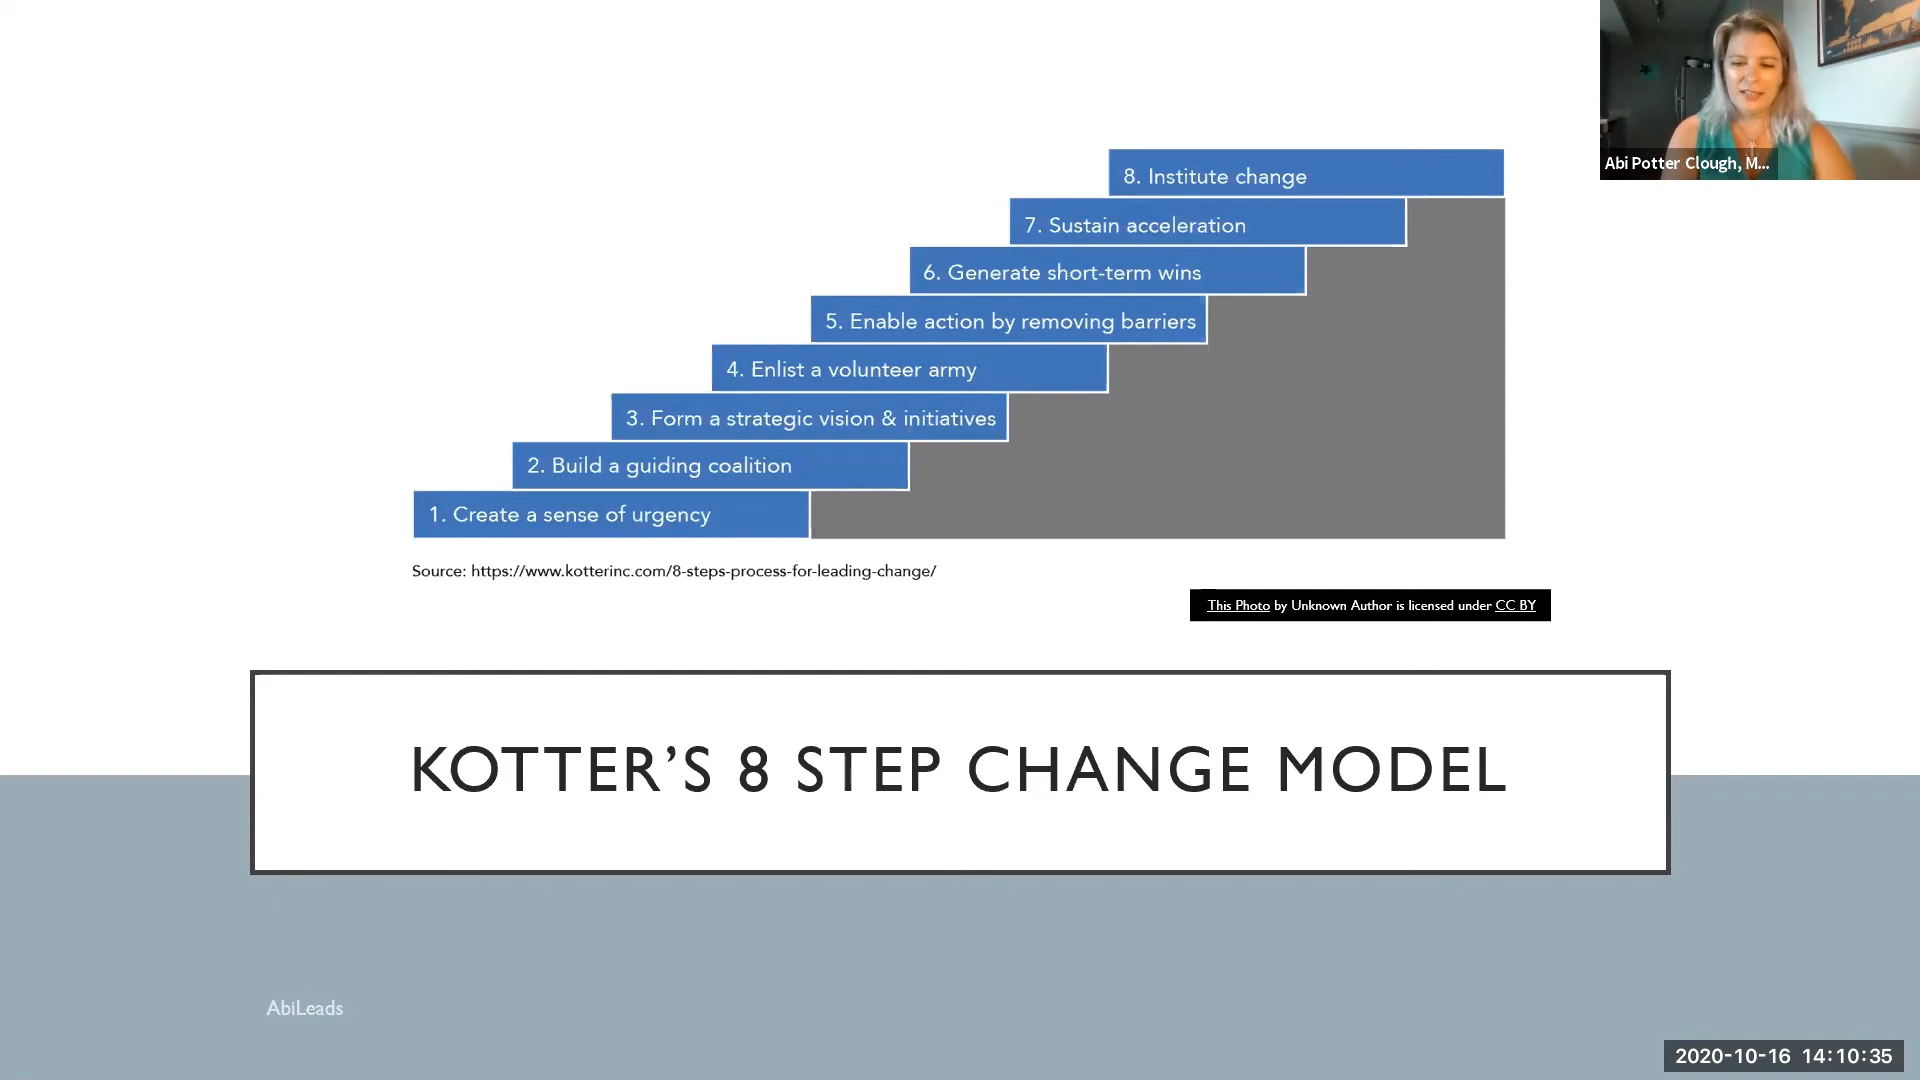 Abi Potter Clough, M...
8. Institute change
7. Sustain acceleration
6. Generate short-term wins
5. Enable action by removing barriers
4. Enlist a volunteer army
3. Form a strategic vision & initiatives
2. Build a guiding coalition
1. Create a sense of urgency
Source: https://www.kotterinc.com/8-steps-process-for-leading-change/
This Photo by Unknown Author is licensed under CC BY
KOTTER’S 8 STEP CHANGE MODEL
AbiLeads
2020-10-16 14:10:35